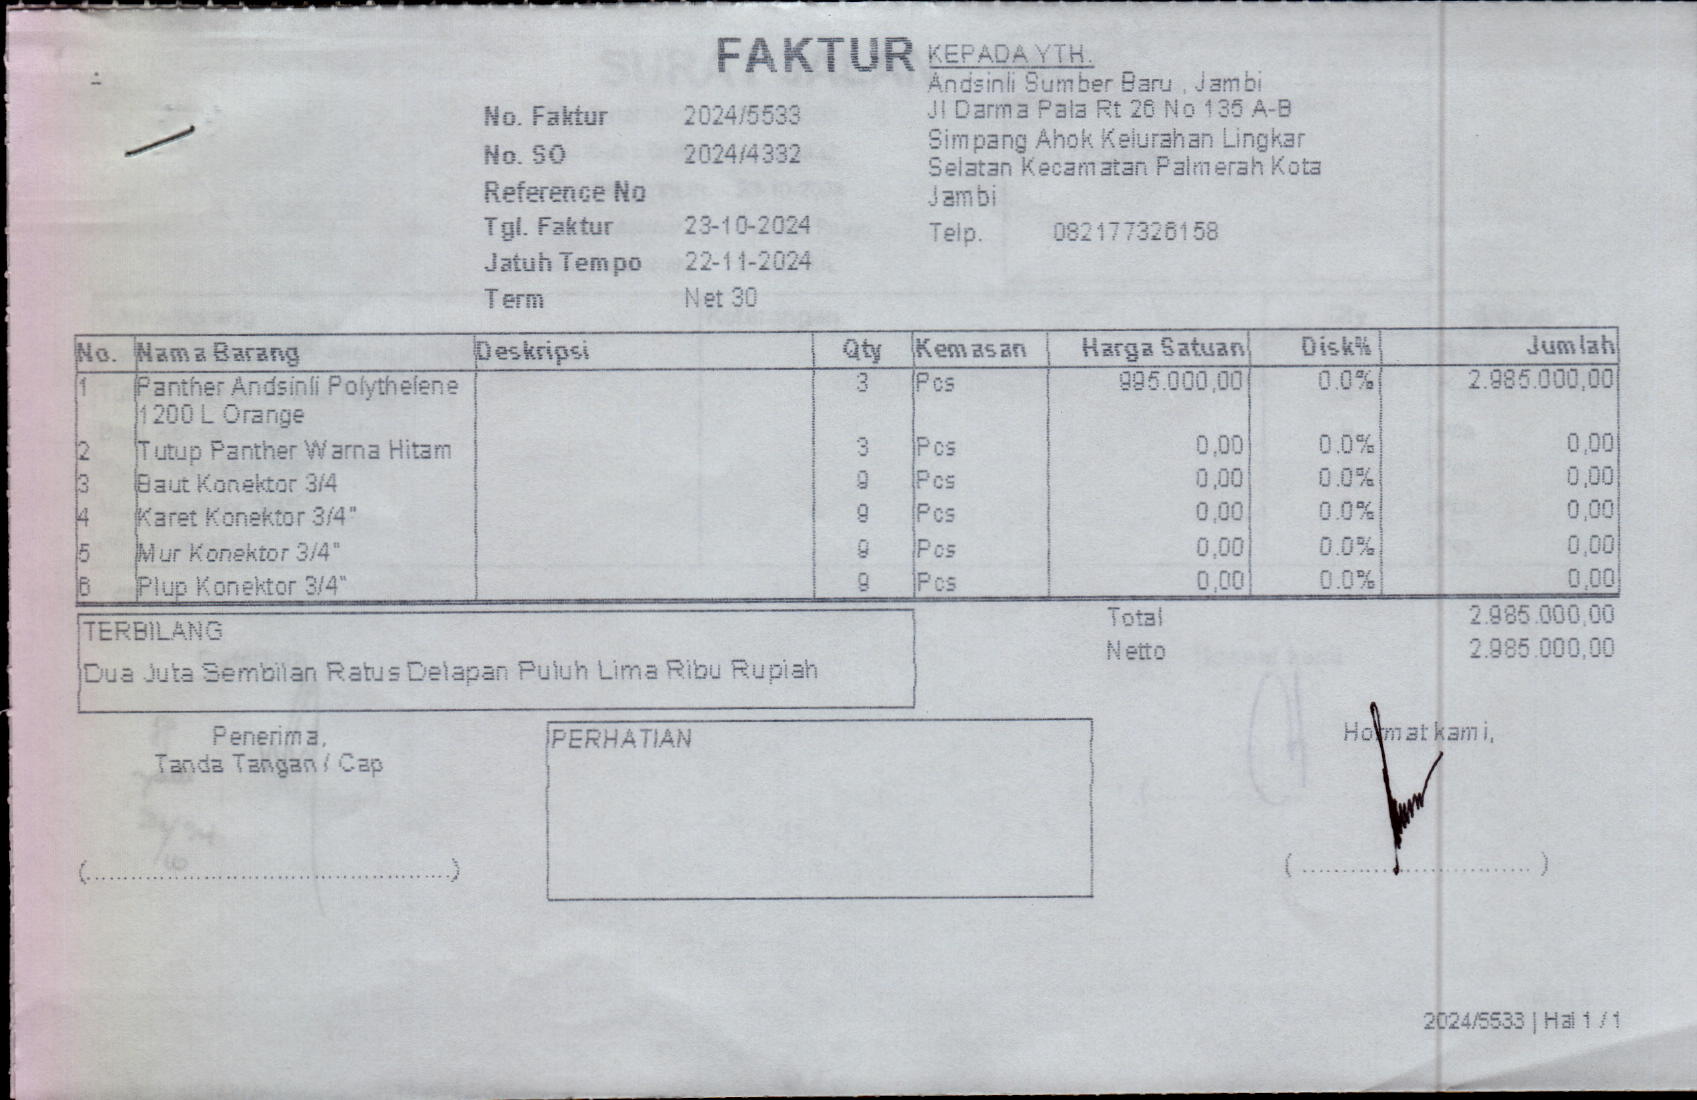 FAKTUR
KEPADA YTH.
Andsinli Sumber Baru , Jambi
Jl Darma Pala Rt 26 No 135 A-B
Simpang Ahok Kelurahan Lingkar
Selatan Kecamatan Palmerah Kota
Jambi
Telp. 082177326158
No. Faktur 2024/5533
No. SO 2024/4332
Reference No
Tgl. Faktur 23-10-2024
Jatuh Tempo 22-11-2024
Term Net 30
No. Nama Barang Deskripsi Qty Kemasan Harga Satuan Disk% Jumlah
1 Panther Andsinli Polythelene 3 Pcs 995.000,00 0.0% 2.985.000,00
1200 L Orange
2 Tutup Panther Warna Hitam 3 Pcs 0,00 0.0% 0,00
3 Baut Konektor 3/4 9 Pcs 0,00 0.0% 0,00
4 Karet Konektor 3/4" 9 Pcs 0,00 0.0% 0,00
5 Mur Konektor 3/4" 9 Pcs 0,00 0.0% 0,00
6 Plup Konektor 3/4" 9 Pcs 0,00 0.0% 0,00
Total 2.985.000,00
Netto 2.985.000,00
TERBILANG
Dua Juta Sembilan Ratus Delapan Puluh Lima Ribu Rupiah
Penerima,
Tanda Tangan / Cap
(..................................................)
PERHATIAN
Hormat kami,
( ................................ )
2024/5533 | Hal 1 / 1